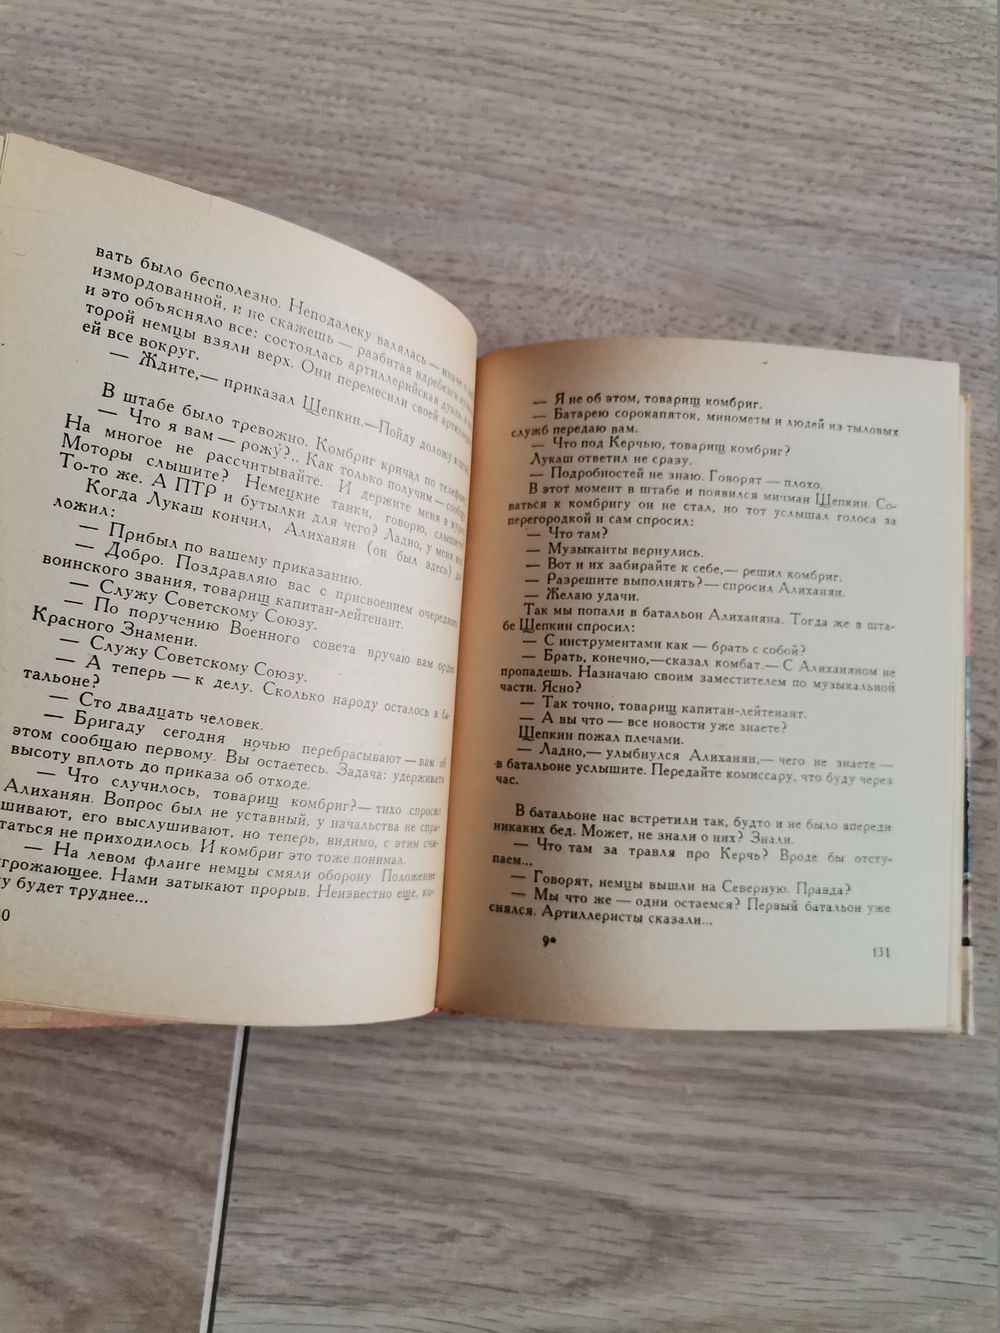 вать было бесполезно. Неподалеку валялась — иначе
измордованной, и не скажешь — разбитая вдребезги
и это объясняло все: состоялась артиллерийская дуэль, в
торой немцы взяли верх. Они перемесили своей артиллери
ей все вокруг.
— Ждите,— приказал Щепкин.— Пойду доложу в штаб.
В штабе было тревожно. Комбриг кричал по телефону:
— Что я вам — рожу?.. Как только получим — сообщу.
На многое не рассчитывайте. И держите меня в курсе.
Моторы слышите? Немецкие танки, говорю, слышите?
То-то же. А ПТР и бутылки для чего? Ладно, у меня все.
Когда Лукаш кончил, Алиханян (он был здесь) до-
ложил:
— Прибыл по вашему приказанию.
— Добро. Поздравляю вас с присвоением очередного
воинского звания, товарищ капитан-лейтенант.
— Служу Советскому Союзу.
— По поручению Военного совета вручаю вам орден
Красного Знамени.
— Служу Советскому Союзу.
— А теперь — к делу. Сколько народу осталось в ба-
тальоне?
— Сто двадцать человек.
— Бригаду сегодня ночью перебрасывают — вам об
этом сообщаю первому. Вы остаетесь. Задача: удерживать
высоту вплоть до приказа об отходе.
— Что случилось, товарищ комбриг?— тихо спросил
Алиханян. Вопрос был не уставный, у начальства не спра-
шивают, его выслушивают, но теперь, видимо, с этим счи-
таться не приходилось. И комбриг это тоже понимал.
— На левом фланге немцы смяли оборону. Положение
угрожающее. Нами затыкают прорыв. Неизвестно еще, ко-
му будет труднее...
30
— Я не об этом, товарищ комбриг.
— Батарею сорокапяток, минометы и людей из тыловых
служб передаю вам.
— Что под Керчью, товарищ комбриг?
Лукаш ответил не сразу.
— Подробностей не знаю. Говорят — плохо.
В этот момент в штабе и появился мичман Щепкин. Со-
ваться к комбригу он не стал, но тот услышал голоса за
перегородкой и сам спросил:
— Что там?
— Музыканты вернулись.
— Вот и их забирайте к себе,— решил комбриг.
— Разрешите выполнять?— спросил Алиханян.
— Желаю удачи.
Так мы попали в батальон Алиханяна. Тогда же в шта-
бе Щепкин спросил:
— С инструментами как — брать с собой?
— Брать, конечно,—сказал комбат.— С Алиханяном не
пропадешь. Назначаю своим заместителем по музыкальной
части. Ясно?
— Так точно, товарищ капитан-лейтенант.
— А вы что — все новости уже знаете?
Щепкин пожал плечами.
— Ладно,— улыбнулся Алиханян,— чего не знаете —
в батальоне услышите. Передайте комиссару, что буду через
час.
В батальоне нас встретили так, будто и не было впереди
никаких бед. Может, не знали о них? Знали.
— Что там за травля про Керчь? Вроде бы отсту-
паем...
— Говорят, немцы вышли на Северную. Правда?
— Мы что же — одни остаемся? Первый батальон уже
снялся. Артиллеристы сказали...
9*
131